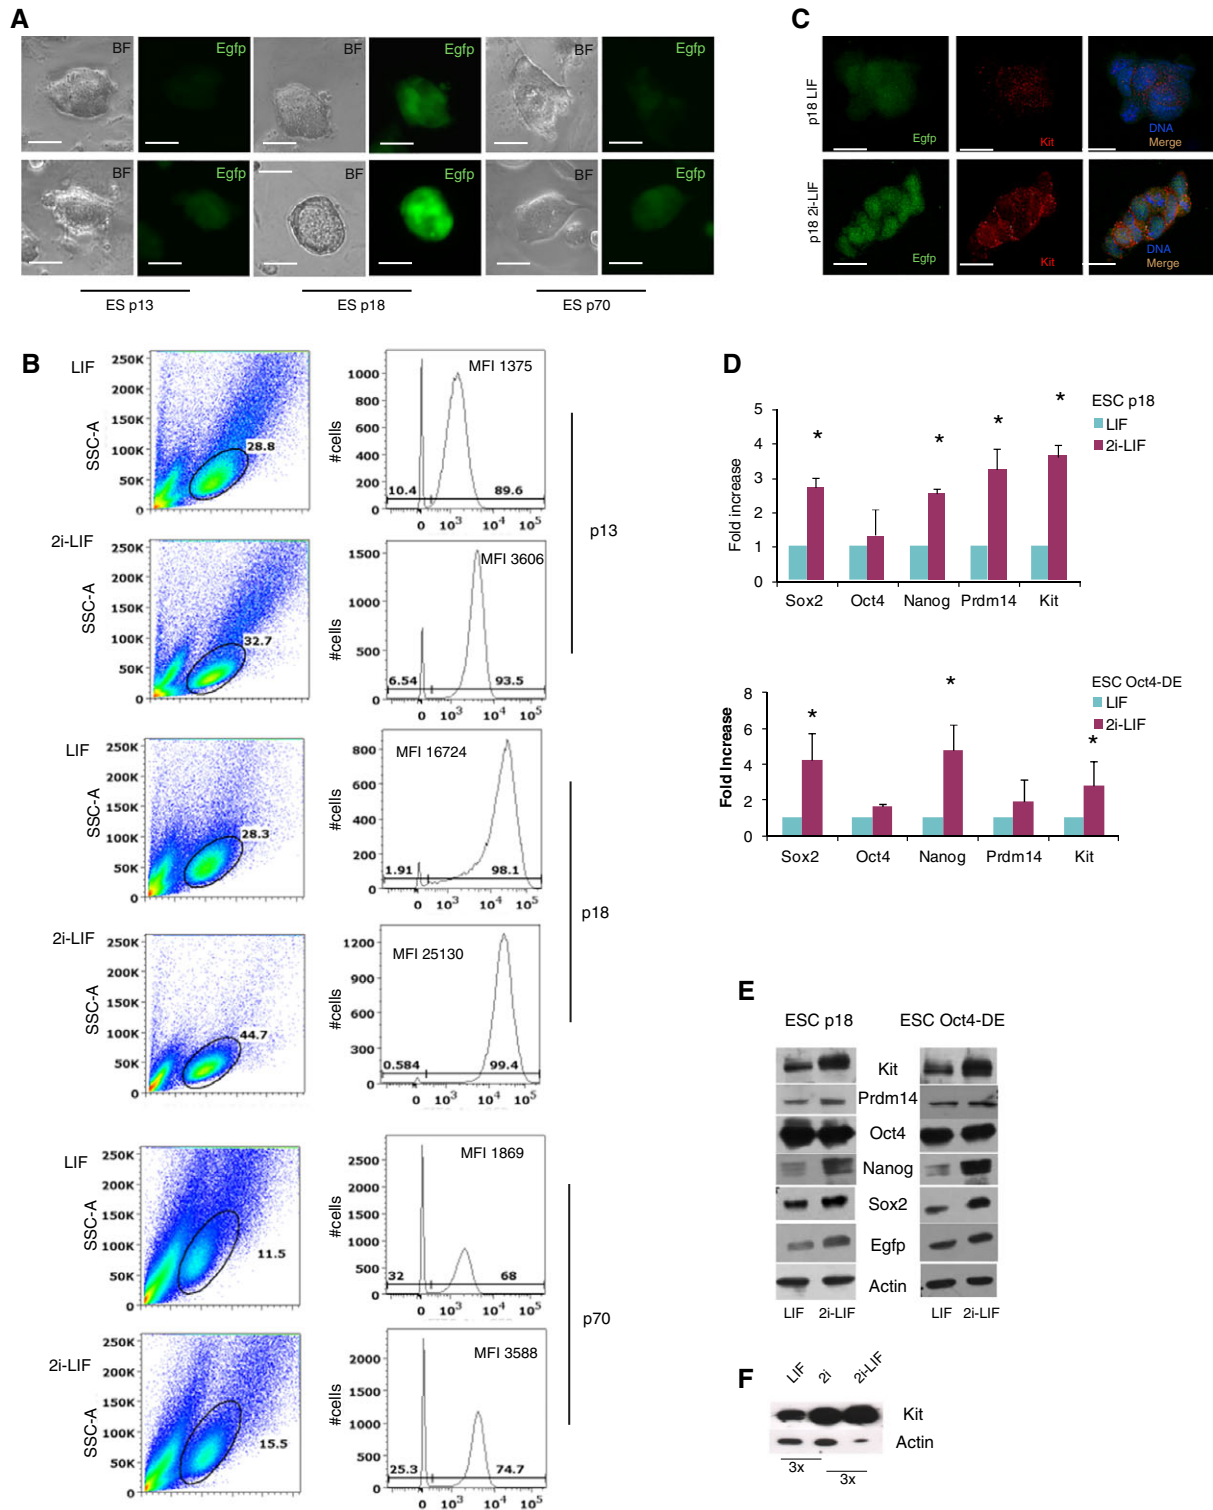 A
BF Egfp BF Egfp BF Egfp
BF Egfp BF Egfp BF Egfp
ES p13 ES p18 ES p70
C
p18 LIF
Egfp Kit DNA
Merge
p18 2i-LIF
Egfp Kit DNA
Merge
B
LIF
SSC-A
250K
200K
150K
100K
50K
0
28.8
#cells
1000
800
600
400
200
0
MFI 1375
10.4 89.6
0 10³ 10⁴ 10⁵
2i-LIF
SSC-A
250K
200K
150K
100K
50K
0
32.7
#cells
1500
1000
500
0
MFI 3606
6.54 93.5
0 10³ 10⁴ 10⁵
p13
LIF
SSC-A
250K
200K
150K
100K
50K
0
28.3
#cells
800
600
400
200
0
MFI 16724
1.91 98.1
0 10³ 10⁴ 10⁵
2i-LIF
SSC-A
250K
200K
150K
100K
50K
0
44.7
#cells
1200
900
600
300
0
MFI 25130
0.584 99.4
0 10³ 10⁴ 10⁵
p18
LIF
SSC-A
250K
200K
150K
100K
50K
0
11.5
#cells
2500
2000
1500
1000
500
0
MFI 1869
32 68
0 10³ 10⁴ 10⁵
2i-LIF
SSC-A
250K
200K
150K
100K
50K
0
15.5
#cells
2000
1500
1000
500
0
MFI 3588
25.3 74.7
0 10³ 10⁴ 10⁵
p70
D
ESC p18
LIF
2i-LIF
Fold increase
5
4
3
2
1
0
* * * *
Sox2 Oct4 Nanog Prdm14 Kit
ESC Oct4-DE
LIF
2i-LIF
Fold Increase
8
6
4
2
0
* * *
Sox2 Oct4 Nanog Prdm14 Kit
E
ESC p18 ESC Oct4-DE
Kit
Prdm14
Oct4
Nanog
Sox2
Egfp
Actin
LIF 2i-LIF LIF 2i-LIF
F
LIF 2i 2i-LIF
Kit
Actin
3x 3x